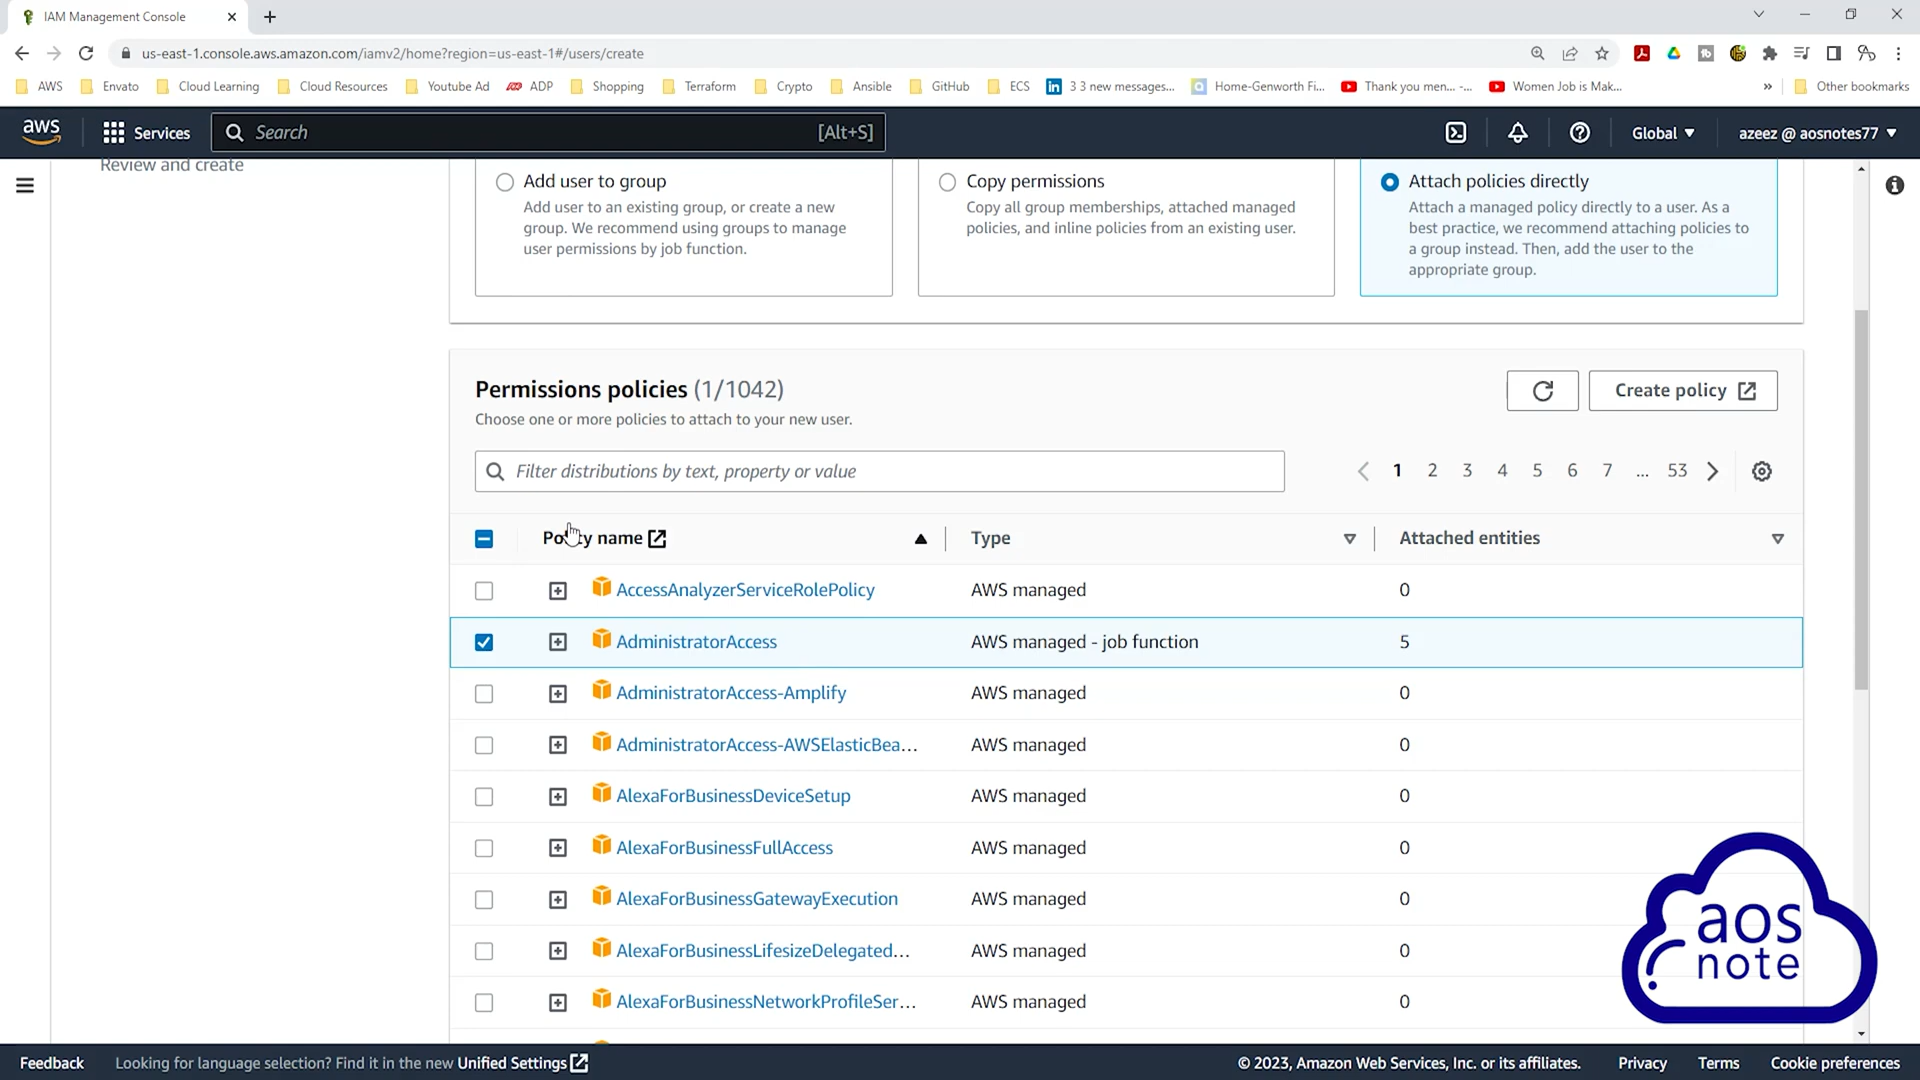 IAM Management Console
us-east-1.console.aws.amazon.com/iamv2/home?region=us-east-1#/users/create
AWS Envato Cloud Learning Cloud Resources Youtube Ad ADP Shopping Terraform Crypto Ansible GitHub ECS 3 3 new messages... Home-Genworth Fi... Thank you men... -... Women Job is Mak... » Other bookmarks
aws Services Search [Alt+S] Global azeez @ aosnotes77
Review and create
Add user to group
Add user to an existing group, or create a new
group. We recommend using groups to manage
user permissions by job function.
Copy permissions
Copy all group memberships, attached managed
policies, and inline policies from an existing user.
Attach policies directly
Attach a managed policy directly to a user. As a
best practice, we recommend attaching policies to
a group instead. Then, add the user to the
appropriate group.
Permissions policies (1/1042)
Choose one or more policies to attach to your new user.
Create policy
Filter distributions by text, property or value
1 2 3 4 5 6 7 ... 53
Policy name Type Attached entities
AccessAnalyzerServiceRolePolicy AWS managed 0
AdministratorAccess AWS managed - job function 5
AdministratorAccess-Amplify AWS managed 0
AdministratorAccess-AWSElasticBea... AWS managed 0
AlexaForBusinessDeviceSetup AWS managed 0
AlexaForBusinessFullAccess AWS managed 0
AlexaForBusinessGatewayExecution AWS managed 0
AlexaForBusinessLifesizeDelegated... AWS managed 0
AlexaForBusinessNetworkProfileSer... AWS managed 0
aos
note
Feedback Looking for language selection? Find it in the new Unified Settings © 2023, Amazon Web Services, Inc. or its affiliates. Privacy Terms Cookie preferences